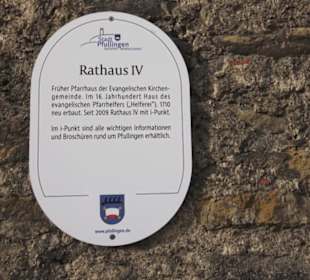 Stadt
Pfullingen
Rathaus IV
Früher Pfarrhaus der Evangelischen Kirchen-
gemeinde. Im 16. Jahrhundert Haus des
evangelischen Pfarrhelfers („Helferei“), 1710
neu erbaut. Seit 2009 Rathaus IV mit i-Punkt.
Im i-Punkt sind alle wichtigen Informationen
und Broschüren rund um Pfullingen erhältlich.
www.pfullingen.de